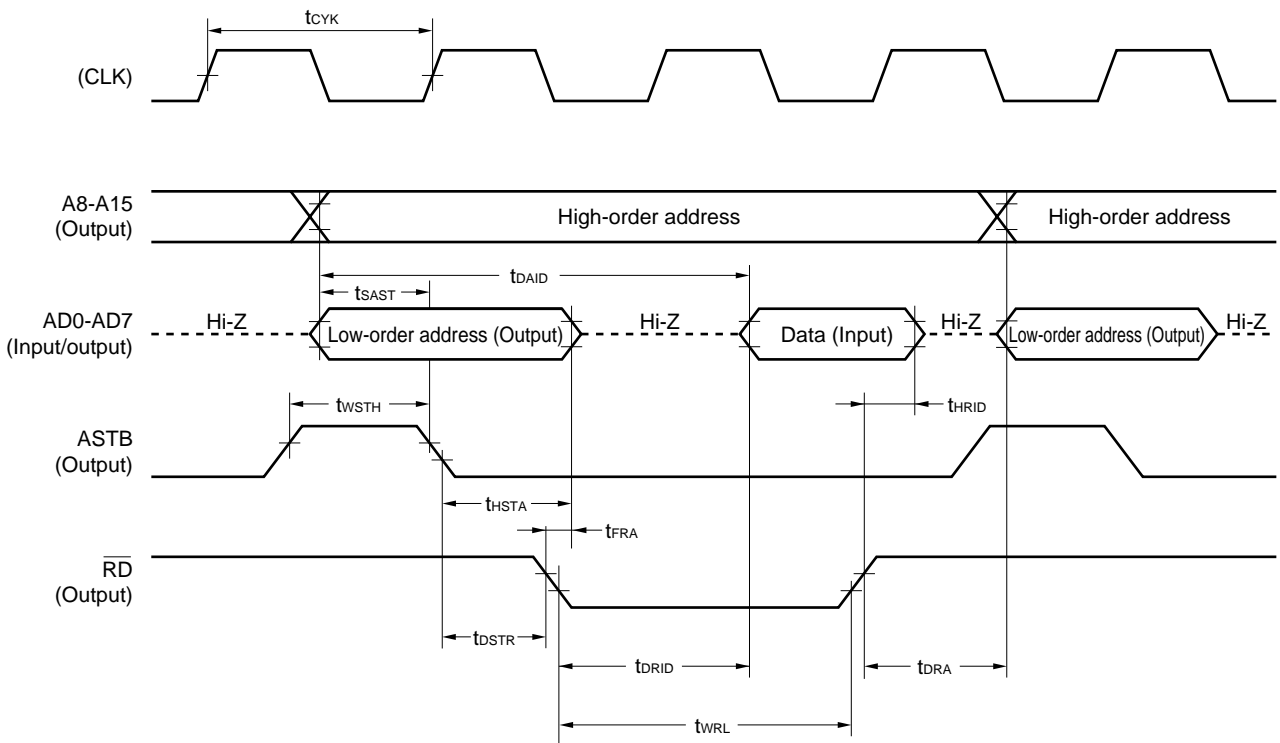 tCYK
(CLK)
A8-A15
(Output)
High-order address
High-order address
tDAID
tSAST
AD0-AD7
(Input/output)
Hi-Z
Low-order address (Output)
Hi-Z
Data (Input)
Hi-Z
Low-order address (Output)
Hi-Z
tWSTH
tHRID
ASTB
(Output)
tHSTA
tFRA
RD
(Output)
tDSTR
tDRID
tDRA
tWRL